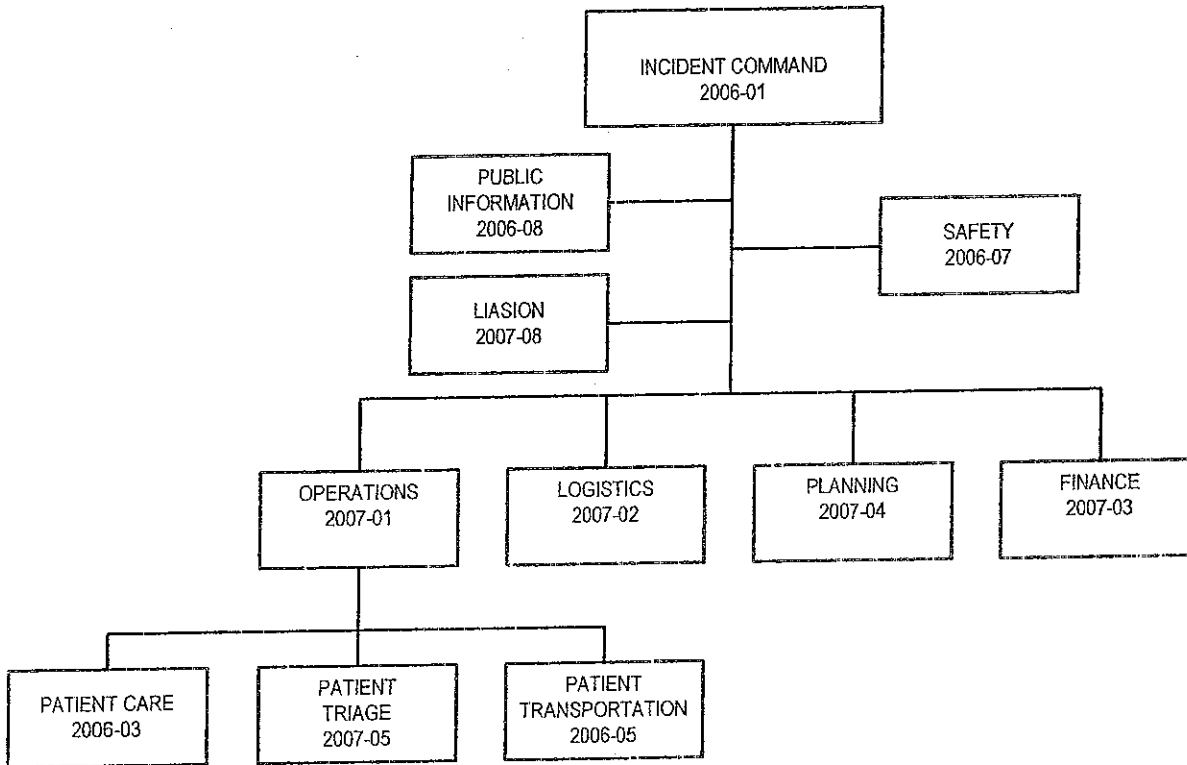 INCIDENT COMMAND
2006-01
PUBLIC
INFORMATION
2006-08
SAFETY
2006-07
LIASION
2007-08
OPERATIONS
2007-01
LOGISTICS
2007-02
PLANNING
2007-04
FINANCE
2007-03
PATIENT CARE
2006-03
PATIENT
TRIAGE
2007-05
PATIENT
TRANSPORTATION
2006-05